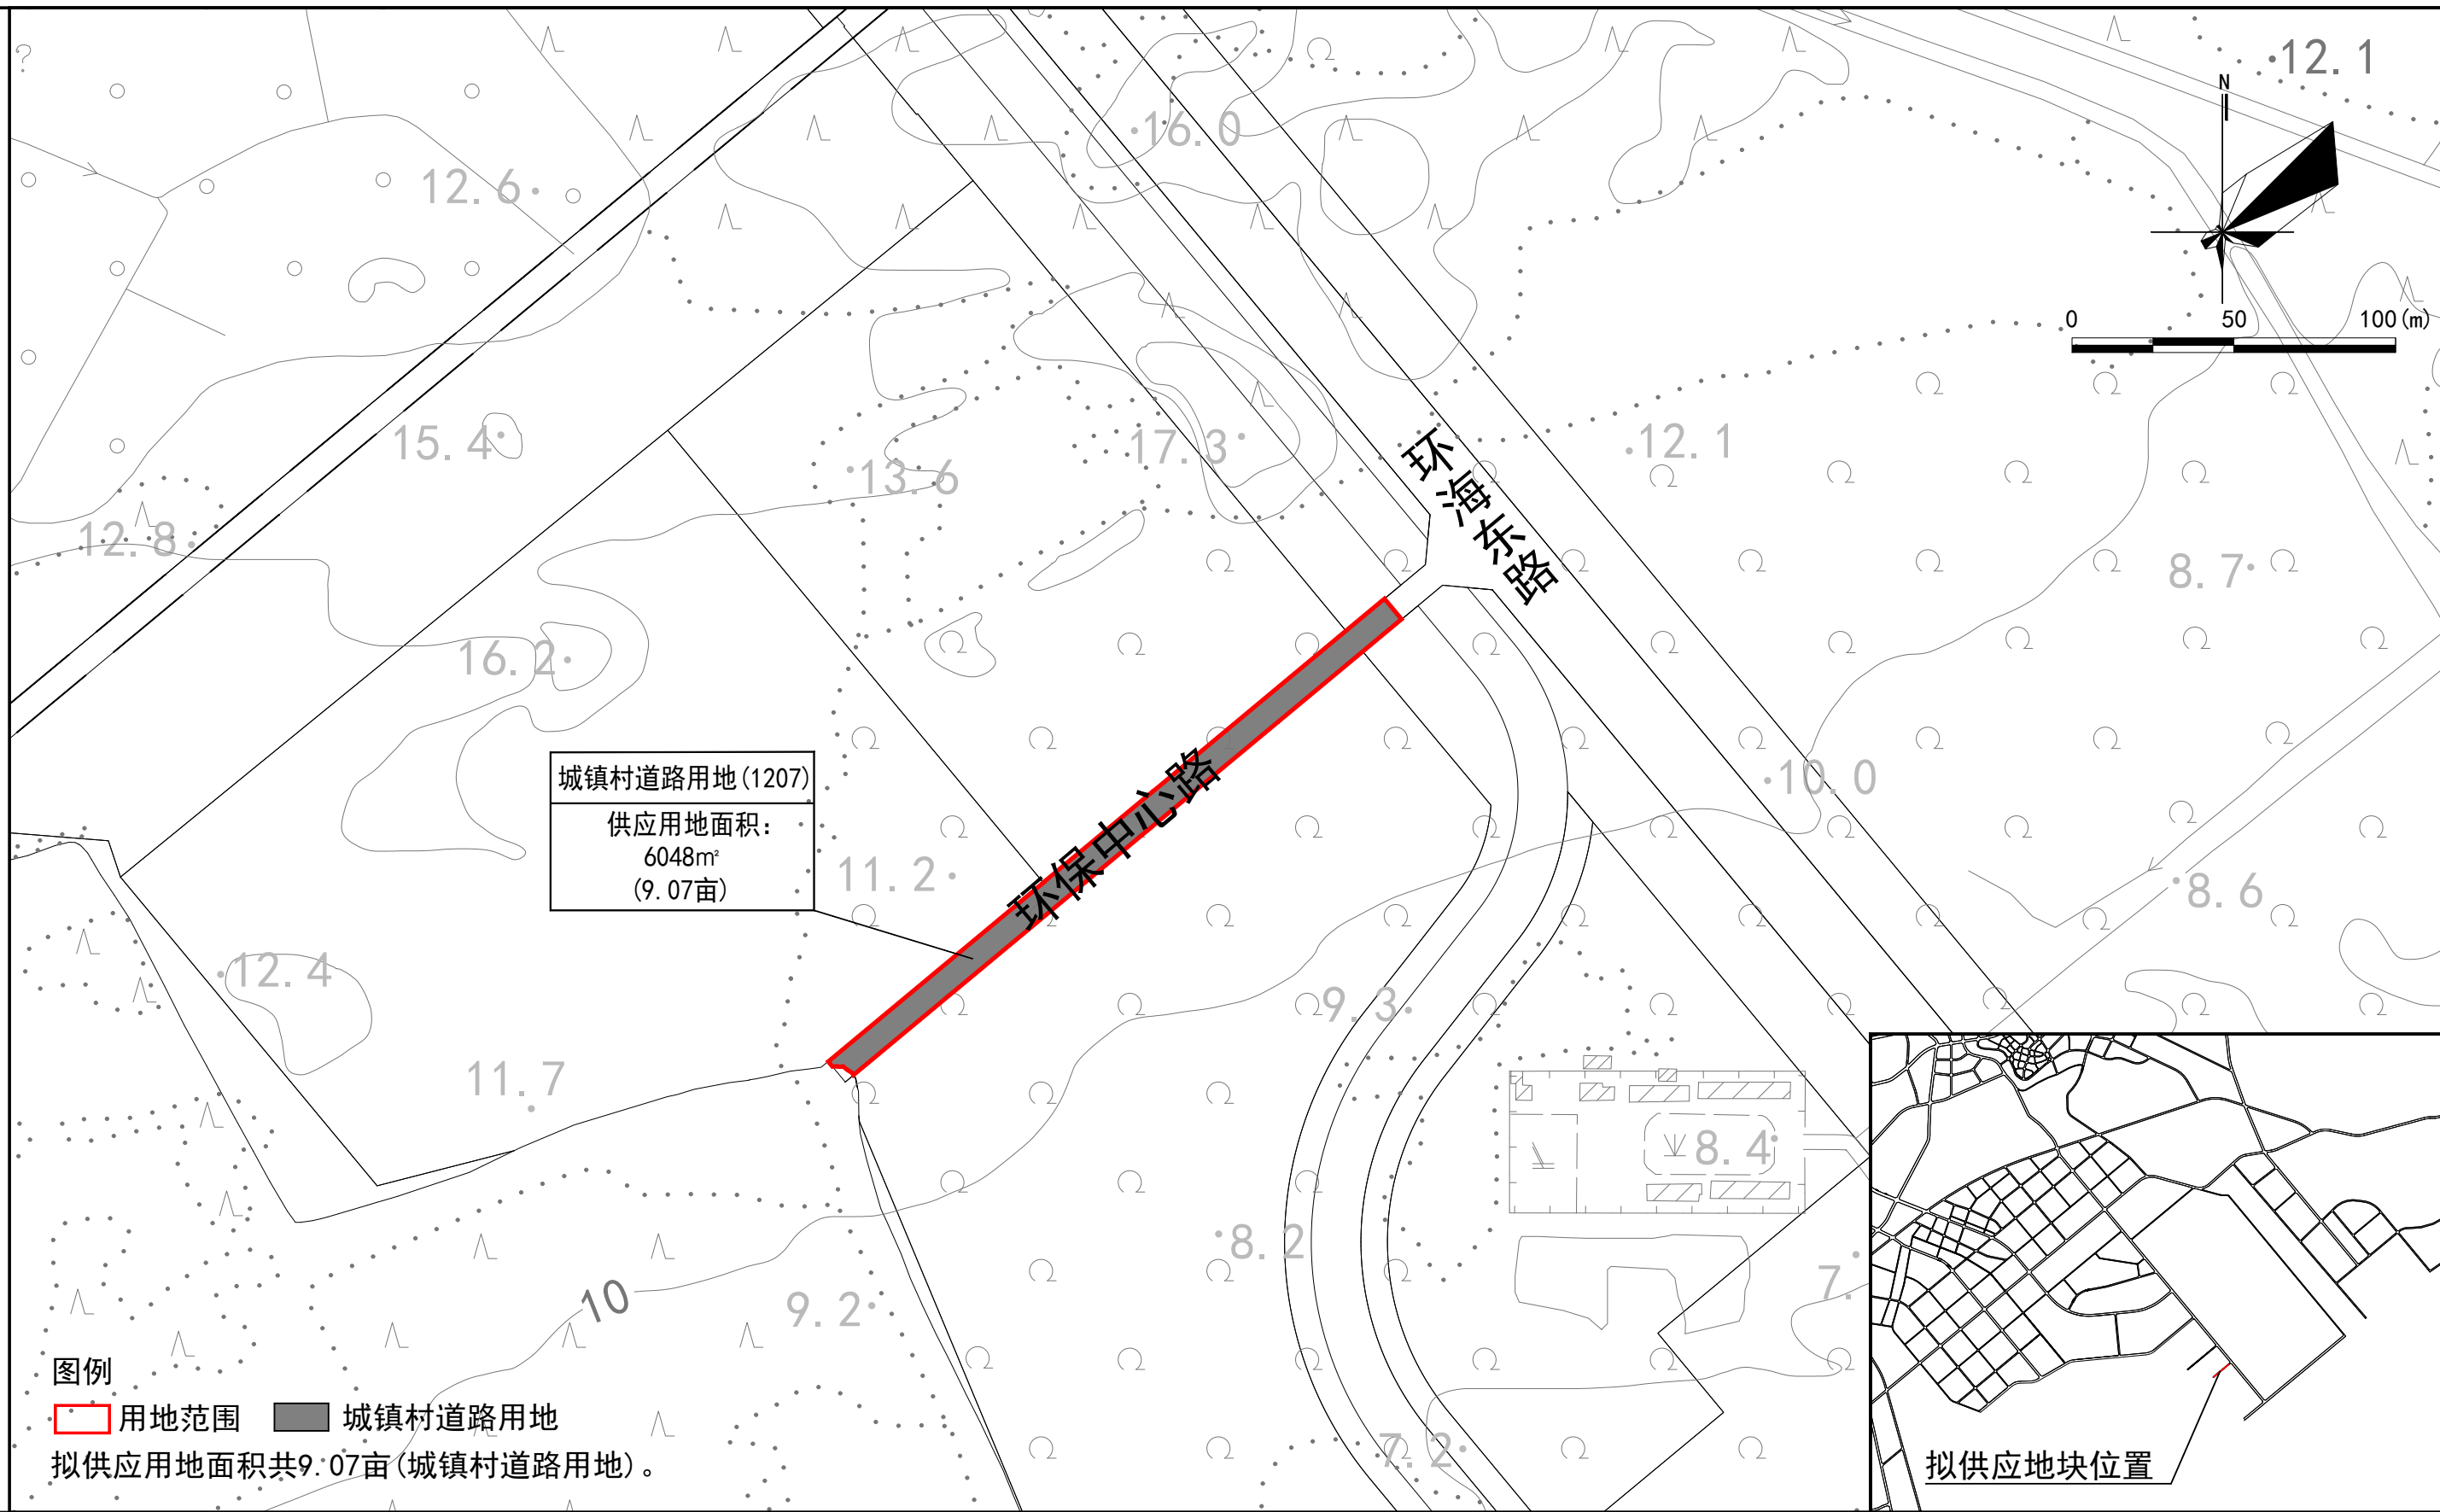 ?
12.1
N
16.0
12.6
0 50 100(m)
15.4
17.3
12.1
13.6
环海东路
12.8
8.7
16.2
城镇村道路用地(1207)
供应用地面积:
6048㎡
(9.07亩)
环保中心路
10.0
11.2
8.6
12.4
9.3
11.7
8.4
8.2
7.
10
9.2
图例
用地范围 城镇村道路用地
7.2
拟供应用地面积共9.07亩(城镇村道路用地)。
拟供应地块位置